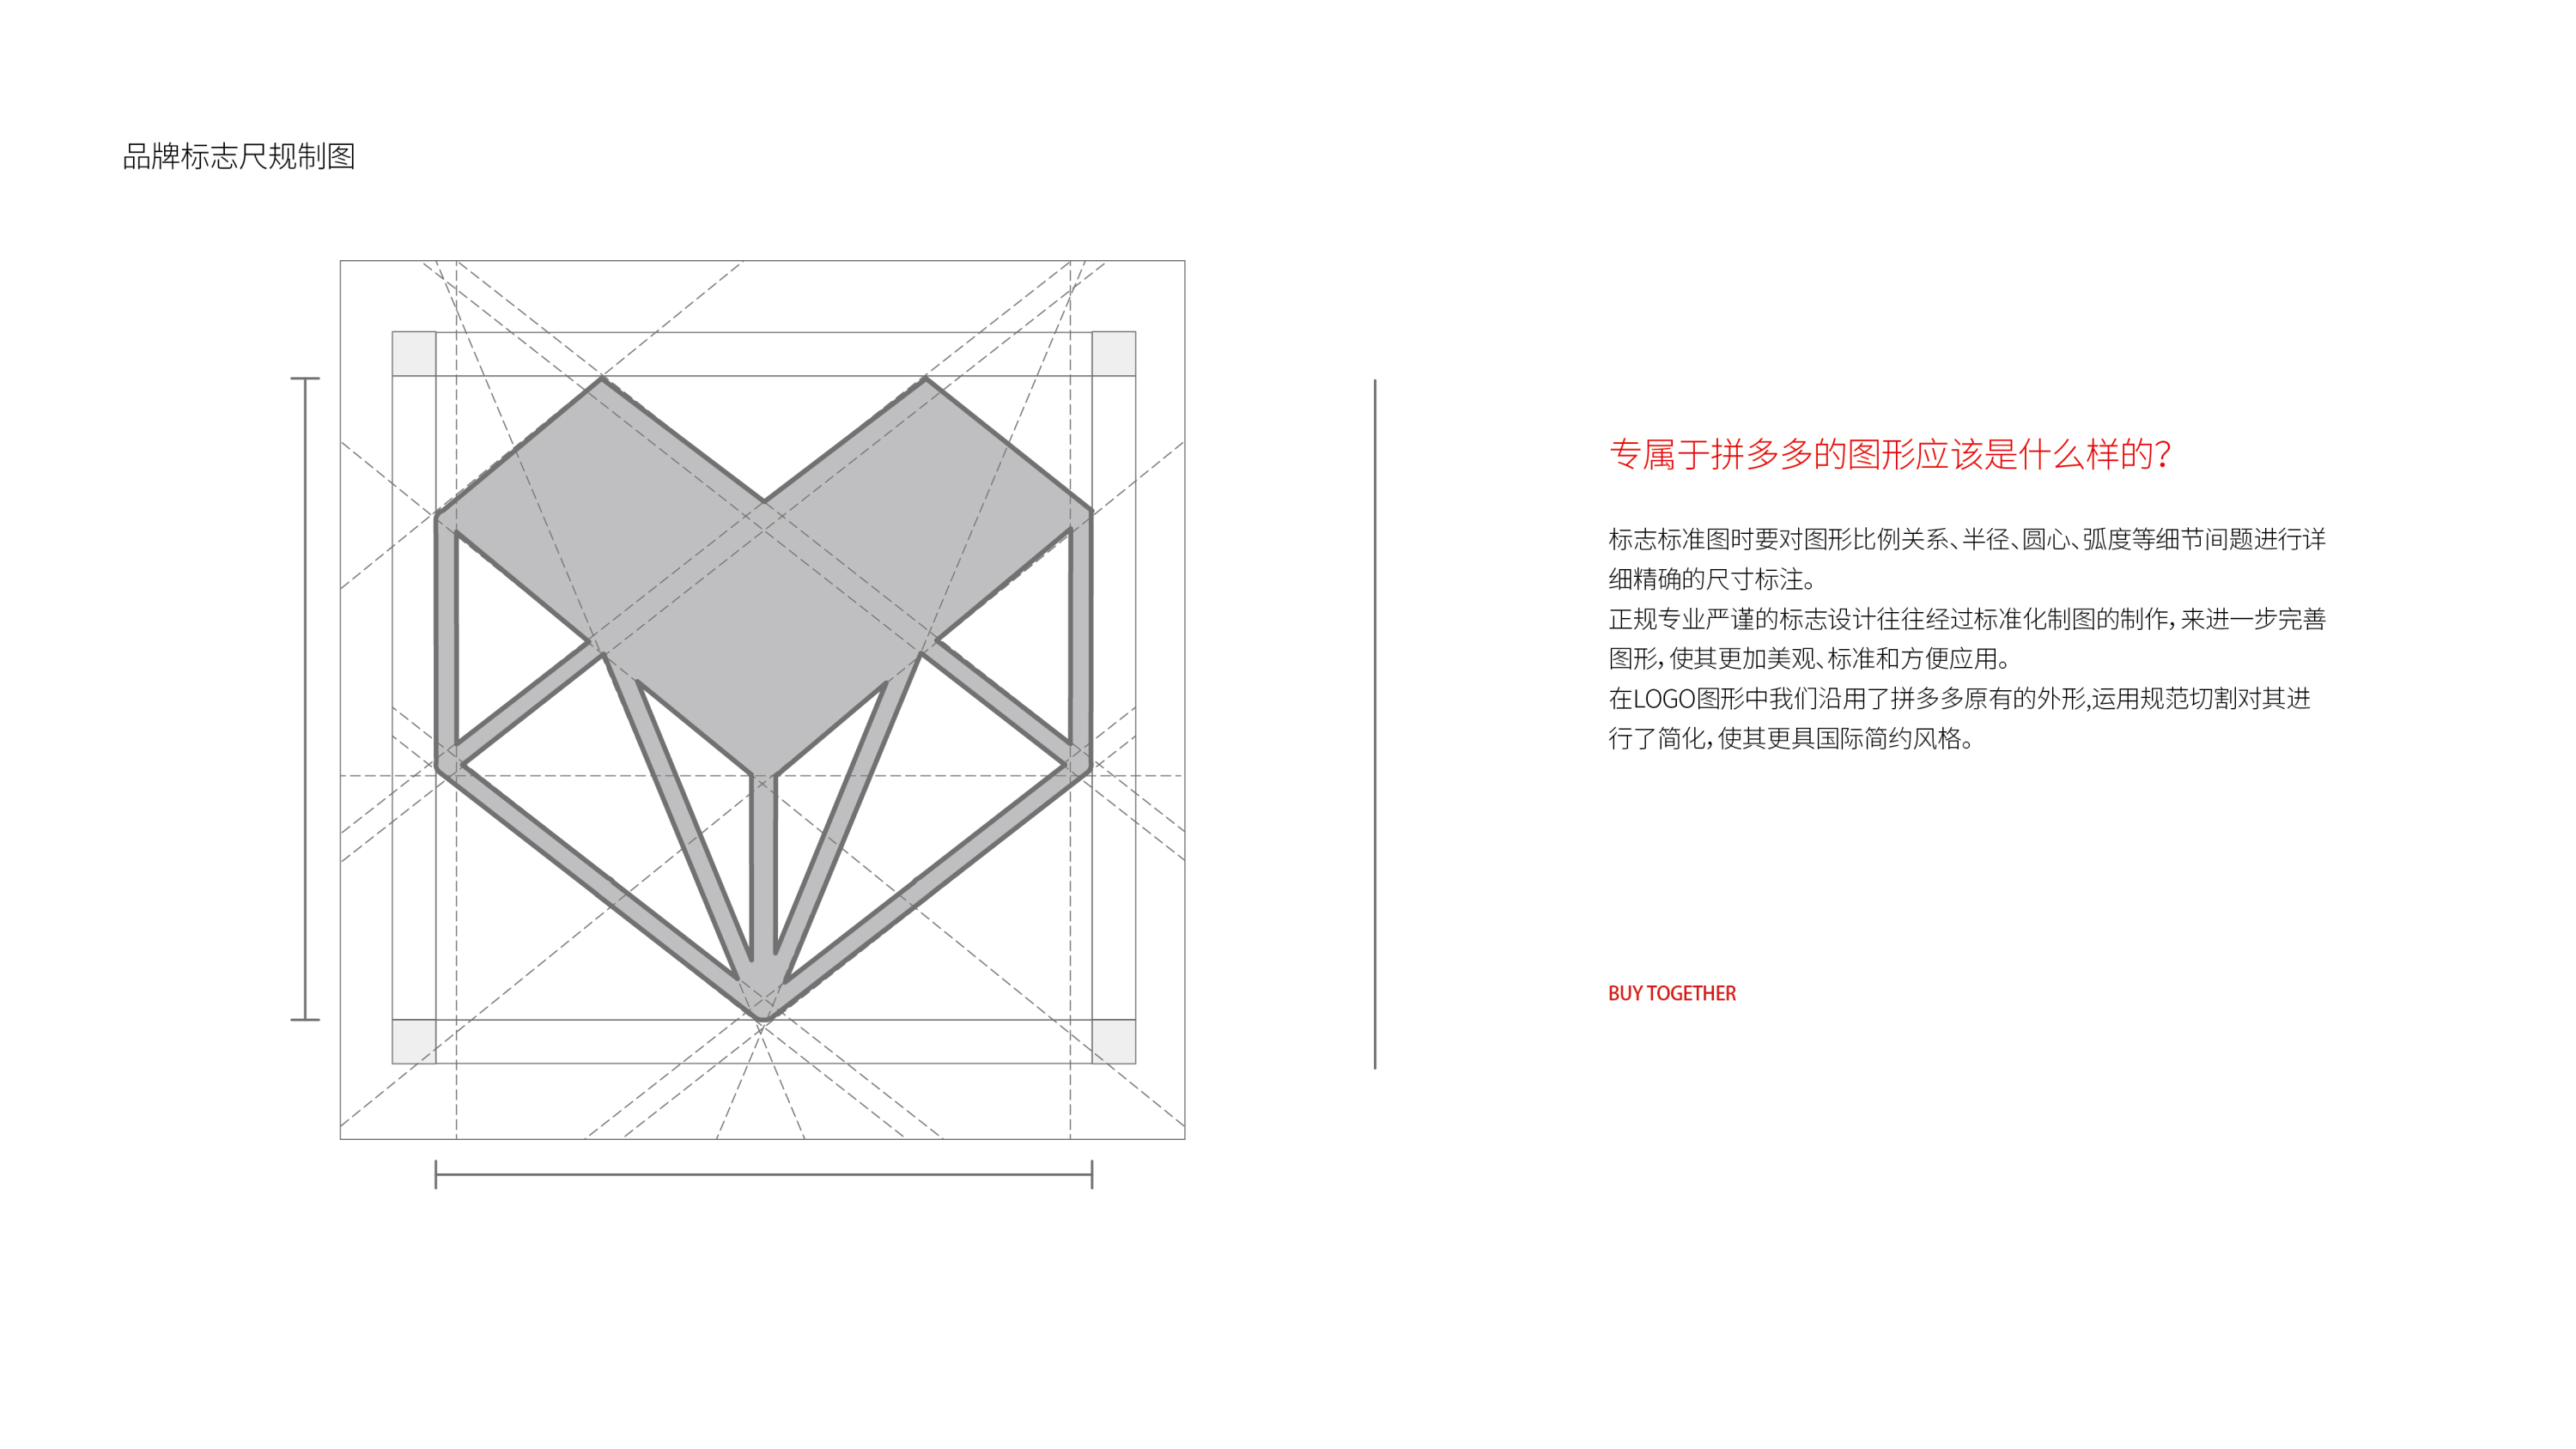 品牌标志尺规制图
专属于拼多多的图形应该是什么样的?
标志标准图时要对图形比例关系、半径、圆心、弧度等细节间题进行详
细精确的尺寸标注。
正规专业严谨的标志设计往往经过标准化制图的制作，来进一步完善
图形，使其更加美观、标准和方便应用。
在LOGO图形中我们沿用了拼多多原有的外形,运用规范切割对其进
行了简化，使其更具国际简约风格。
BUY TOGETHER